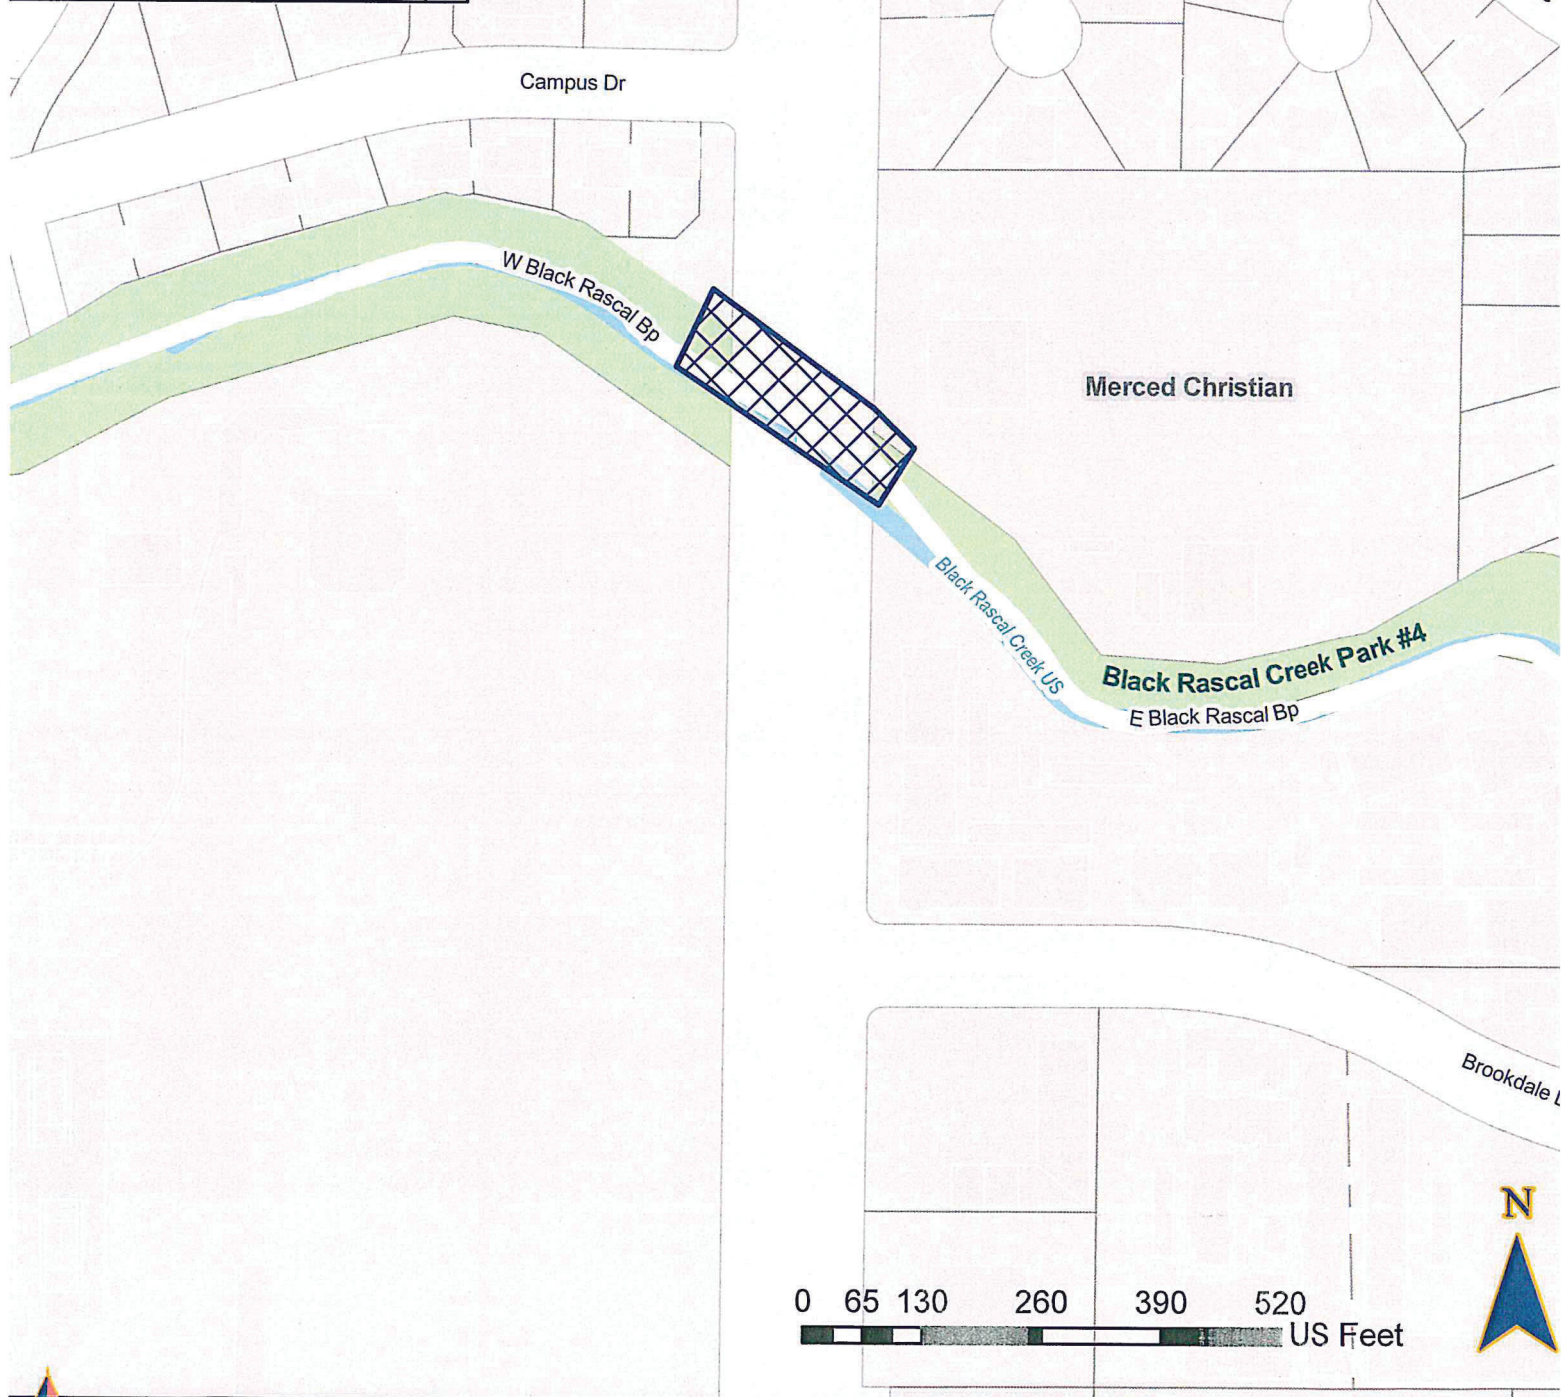 Campus Dr
W Black Rascal Bp
Merced Christian
Black Rascal Creek US
Black Rascal Creek Park #4
E Black Rascal Bp
Brookdale
N
0 65 130 260 390 520
US Feet